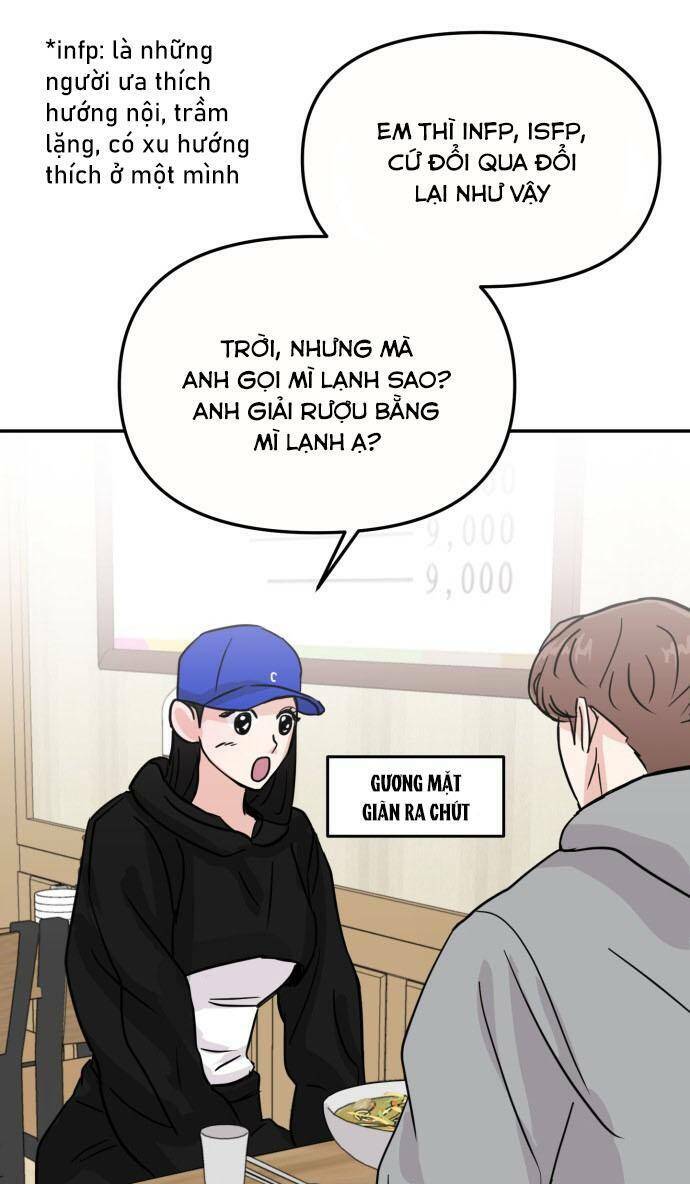 *infp: là những
người ưa thích
hướng nội, trầm
lặng, có xu hướng
thích ở một mình
EM THÌ INFP, ISFP,
CỨ ĐỔI QUA ĐỔI
LẠI NHƯ VẬY
TRỜI, NHƯNG MÀ
ANH GỌI MÌ LẠNH SAO?
ANH GIẢI RƯỢU BẰNG
MÌ LẠNH Ạ?
9,000
9,000
C
GƯƠNG MẶT
GIÃN RA CHÚT